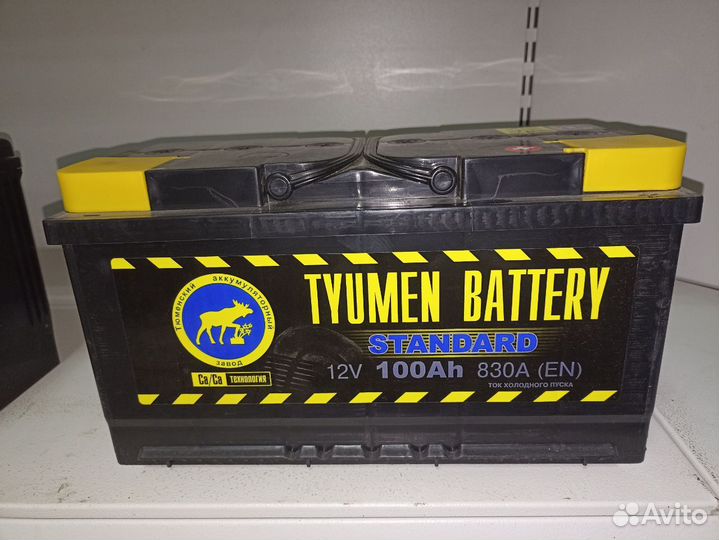 Тюменский аккумуляторный
завод
Ca/Ca технология
TYUMEN BATTERY
STANDARD
12V 100Ah 830A (EN)
ТОК ХОЛОДНОГО ПУСКА
Avito